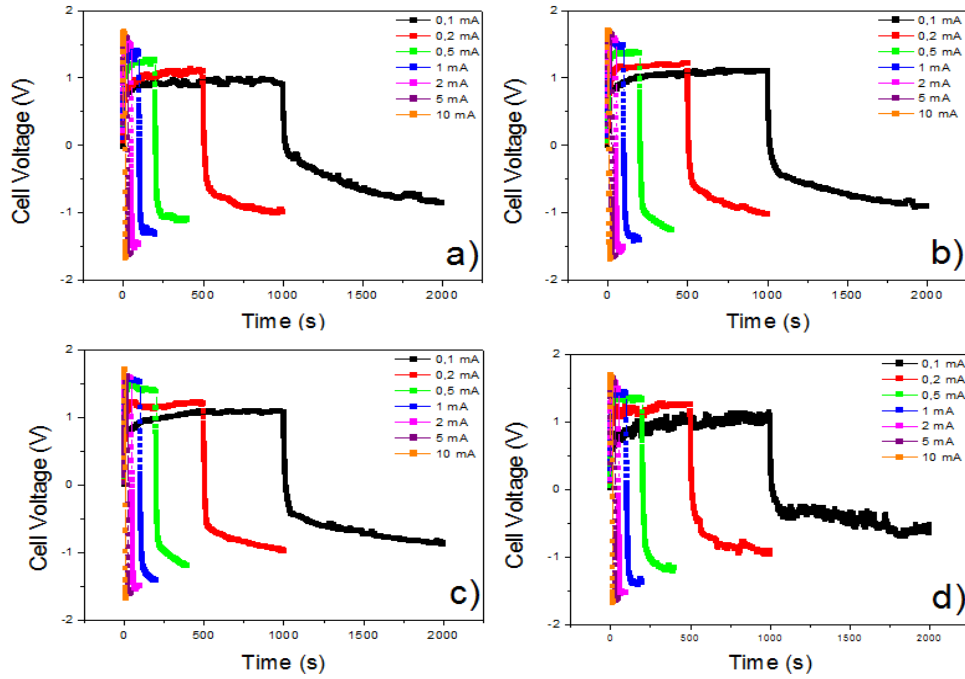 2
1
0
-1
-2
Cell Voltage (V)
0,1 mA
0,2 mA
0,5 mA
1 mA
2 mA
5 mA
10 mA
a)
0 500 1000 1500 2000
Time (s)
2
1
0
-1
-2
Cell Voltage (V)
0,1 mA
0,2 mA
0,5 mA
1 mA
2 mA
5 mA
10 mA
b)
0 500 1000 1500 2000
Time (s)
2
1
0
-1
-2
Cell Voltage (V)
0,1 mA
0,2 mA
0,5 mA
1 mA
2 mA
5 mA
10 mA
c)
0 500 1000 1500 2000
Time (s)
2
1
0
-1
-2
Cell Voltage (V)
0,1 mA
0,2 mA
0,5 mA
1 mA
2 mA
5 mA
10 mA
d)
0 500 1000 1500 2000
Time (s)